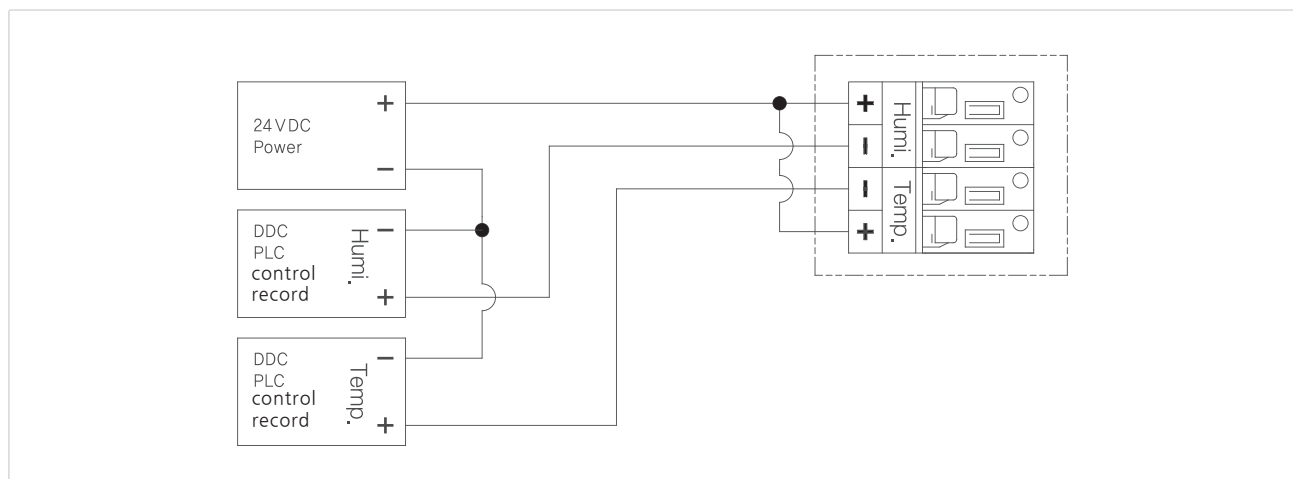 24VDC
Power
+
−
DDC
PLC
control
record
Humi.
−
+
DDC
PLC
control
record
Temp.
−
+
+
−
−
+
Humi.
Temp.